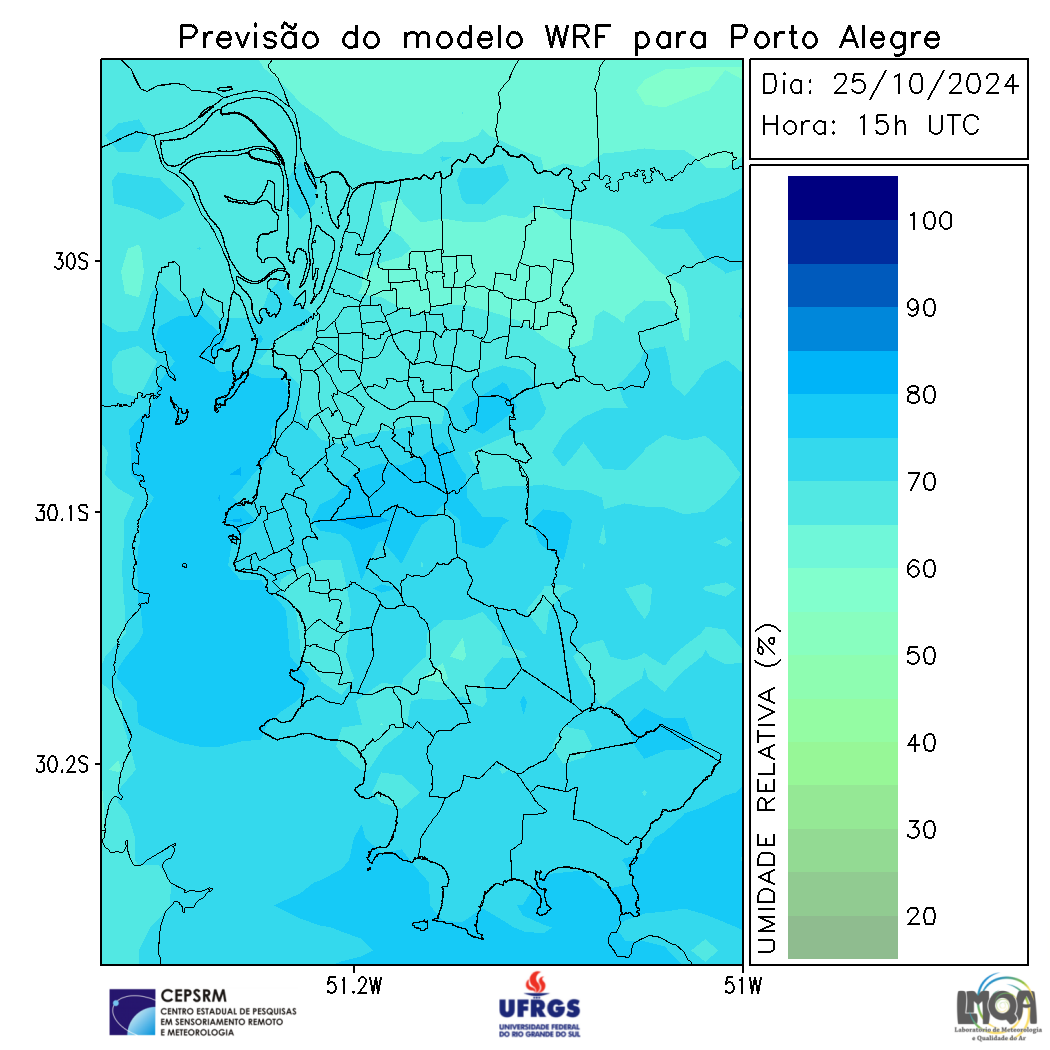 Previsão do modelo WRF para Porto Alegre
Dia: 25/10/2024
Hora: 15h UTC
30S
30.1S
30.2S
51.2W
51W
UMIDADE RELATIVA (%)
100
90
80
70
60
50
40
30
20
CEPSRM
CENTRO ESTADUAL DE PESQUISAS
EM SENSORIAMENTO REMOTO
E METEOROLOGIA
UFRGS
UNIVERSIDADE FEDERAL
DO RIO GRANDE DO SUL
LMQA
Laboratório de Meteorologia
e Qualidade do Ar